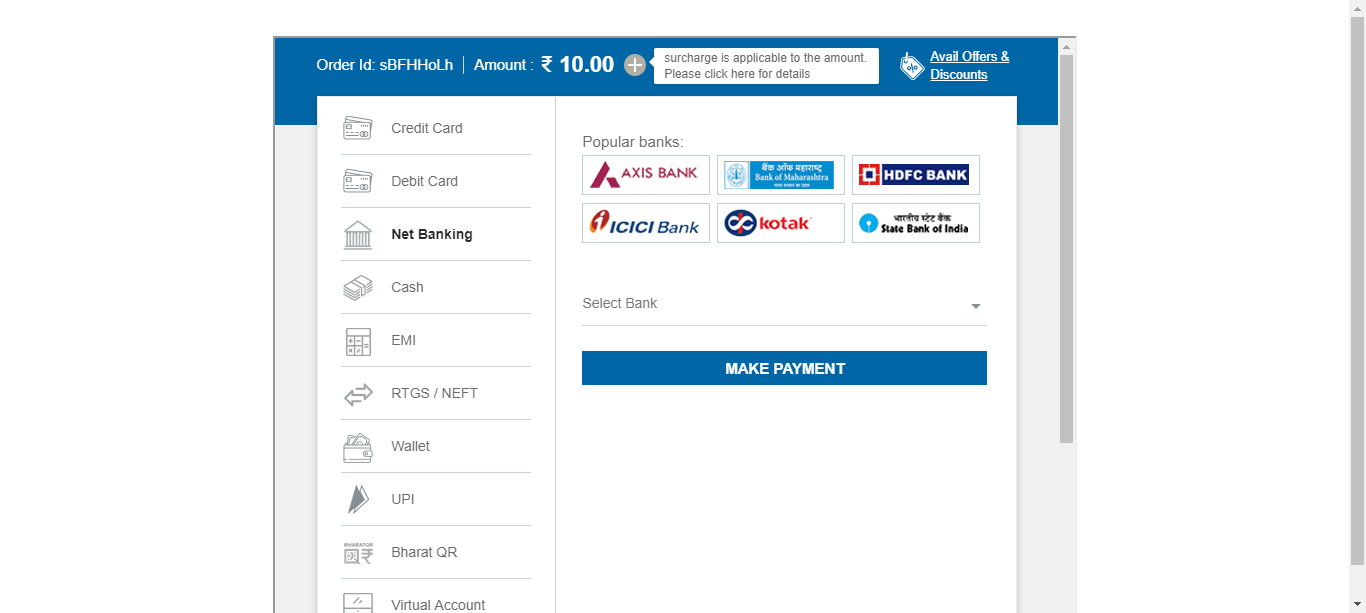 Order Id: sBFHHoLh | Amount : ₹ 10.00
surcharge is applicable to the amount.
Please click here for details
Avail Offers &
Discounts
Credit Card
Debit Card
Net Banking
Cash
EMI
RTGS / NEFT
Wallet
UPI
Bharat QR
Virtual Account
Popular banks:
AXIS BANK
बैंक ऑफ महाराष्ट्र
Bank of Maharashtra
HDFC BANK
ICICI Bank
kotak
भारतीय स्टेट बैंक
State Bank of India
Select Bank
MAKE PAYMENT